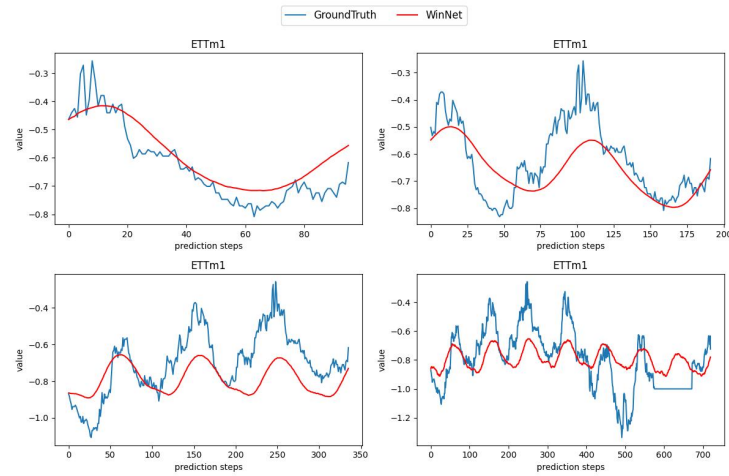 GroundTruth WinNet
ETTm1 ETTm1
−0.3 −0.3
−0.4 −0.4
−0.5 −0.5
value value
−0.6 −0.6
−0.7 −0.7
−0.8 −0.8
0 20 40 60 80 0 25 50 75 100 125 150 175 200
prediction steps prediction steps
ETTm1 ETTm1
−0.4 −0.4
−0.6 −0.6
value value
−0.8 −0.8
−1.0 −1.0
−1.2
0 50 100 150 200 250 300 350 0 100 200 300 400 500 600 700
prediction steps prediction steps